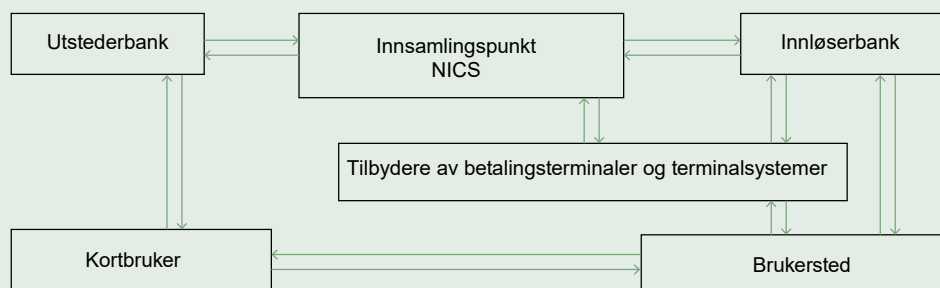 Utstederbank
Innsamlingspunkt
NICS
Innløserbank
Tilbydere av betalingsterminaler og terminalsystemer
Kortbruker
Brukersted